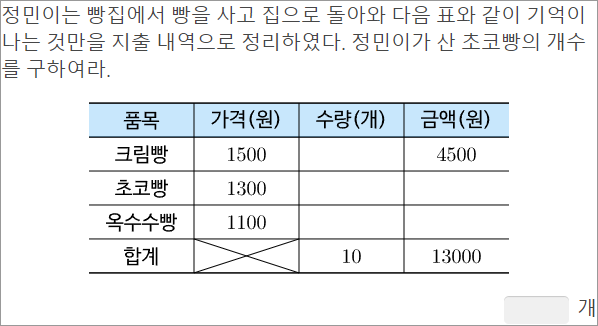 정민이는 빵집에서 빵을 사고 집으로 돌아와 다음 표와 같이 기억이
나는 것만을 지출 내역으로 정리하였다. 정민이가 산 초코빵의 개수
를 구하여라.
품목 가격(원) 수량(개) 금액(원)
크림빵 1500 4500
초코빵 1300
옥수수빵 1100
합계 10 13000
개